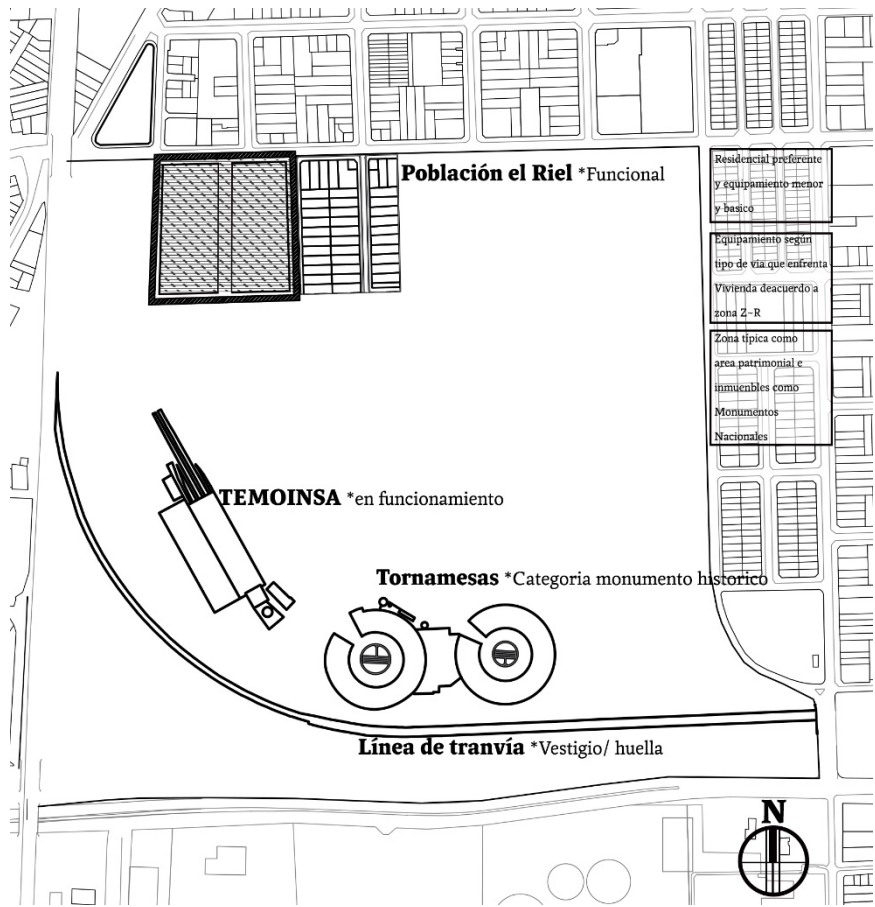 Población el Riel *Funcional
Residencial preferente
y equipamiento menor
y basico
Equipamiento según
tipo de via que enfrenta
Vivienda deacuerdo a
zona Z-R
Zona tipica como
area patrimonial e
inmuenbles como
Monumentos
Nacionales
TEMOINSA *en funcionamiento
Tornamesas *Categoria monumento historico
Línea de tranvía *Vestigio/ huella
N